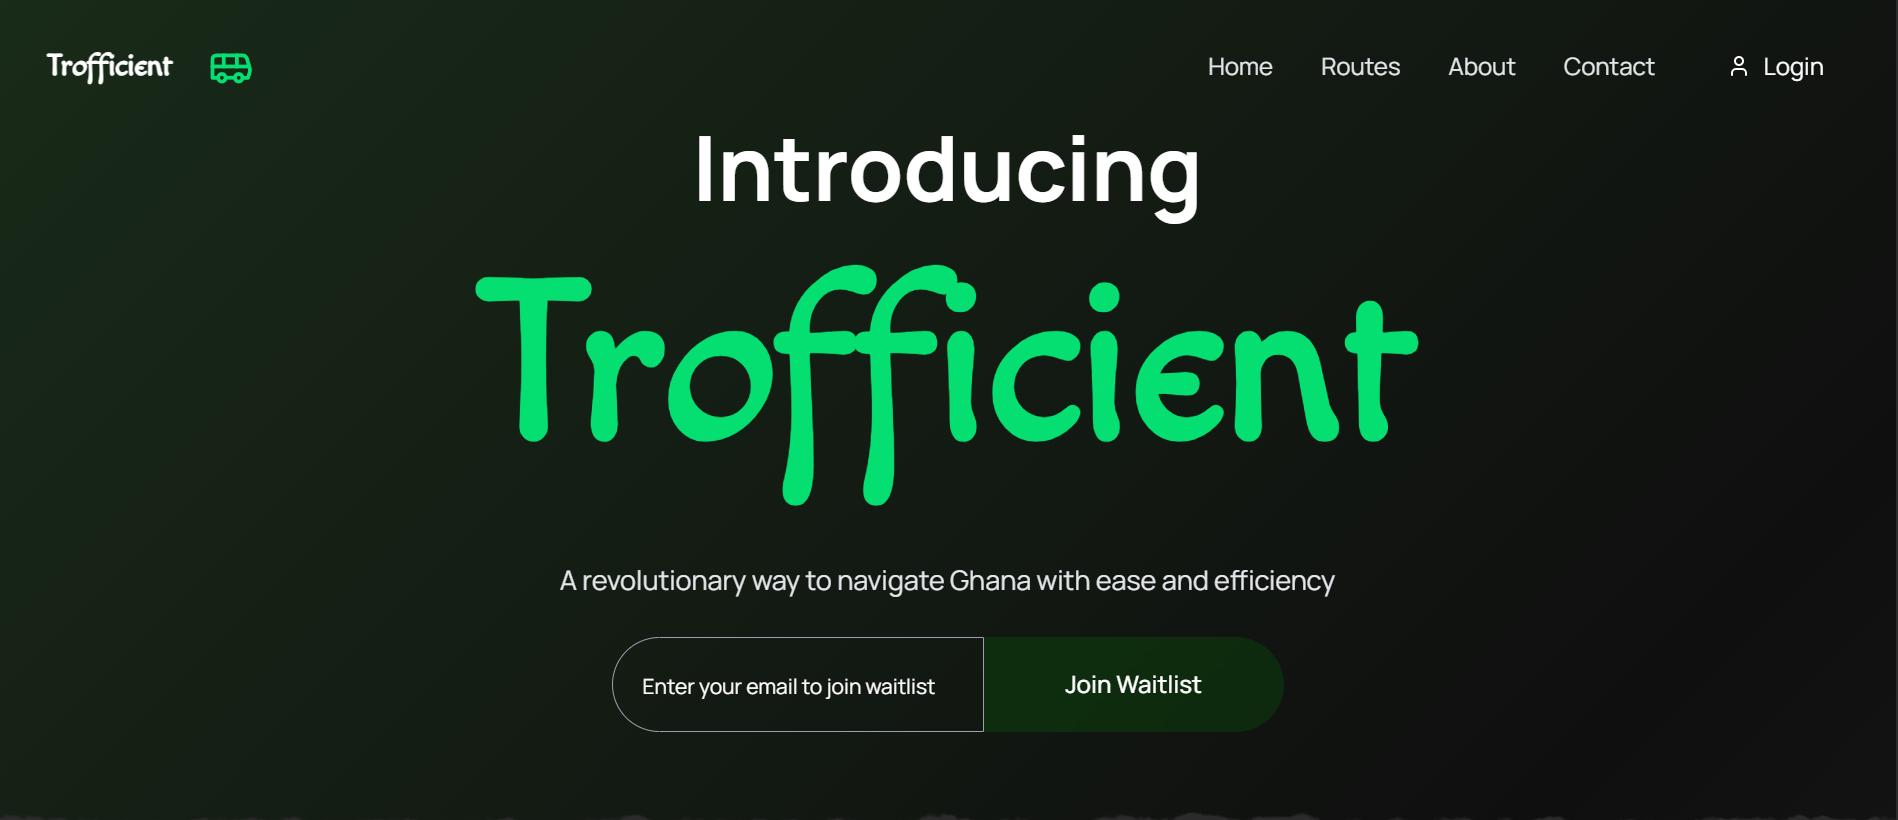 Trofficient
Home Routes About Contact Login
Introducing
Trofficient
A revolutionary way to navigate Ghana with ease and efficiency
Enter your email to join waitlist
Join Waitlist